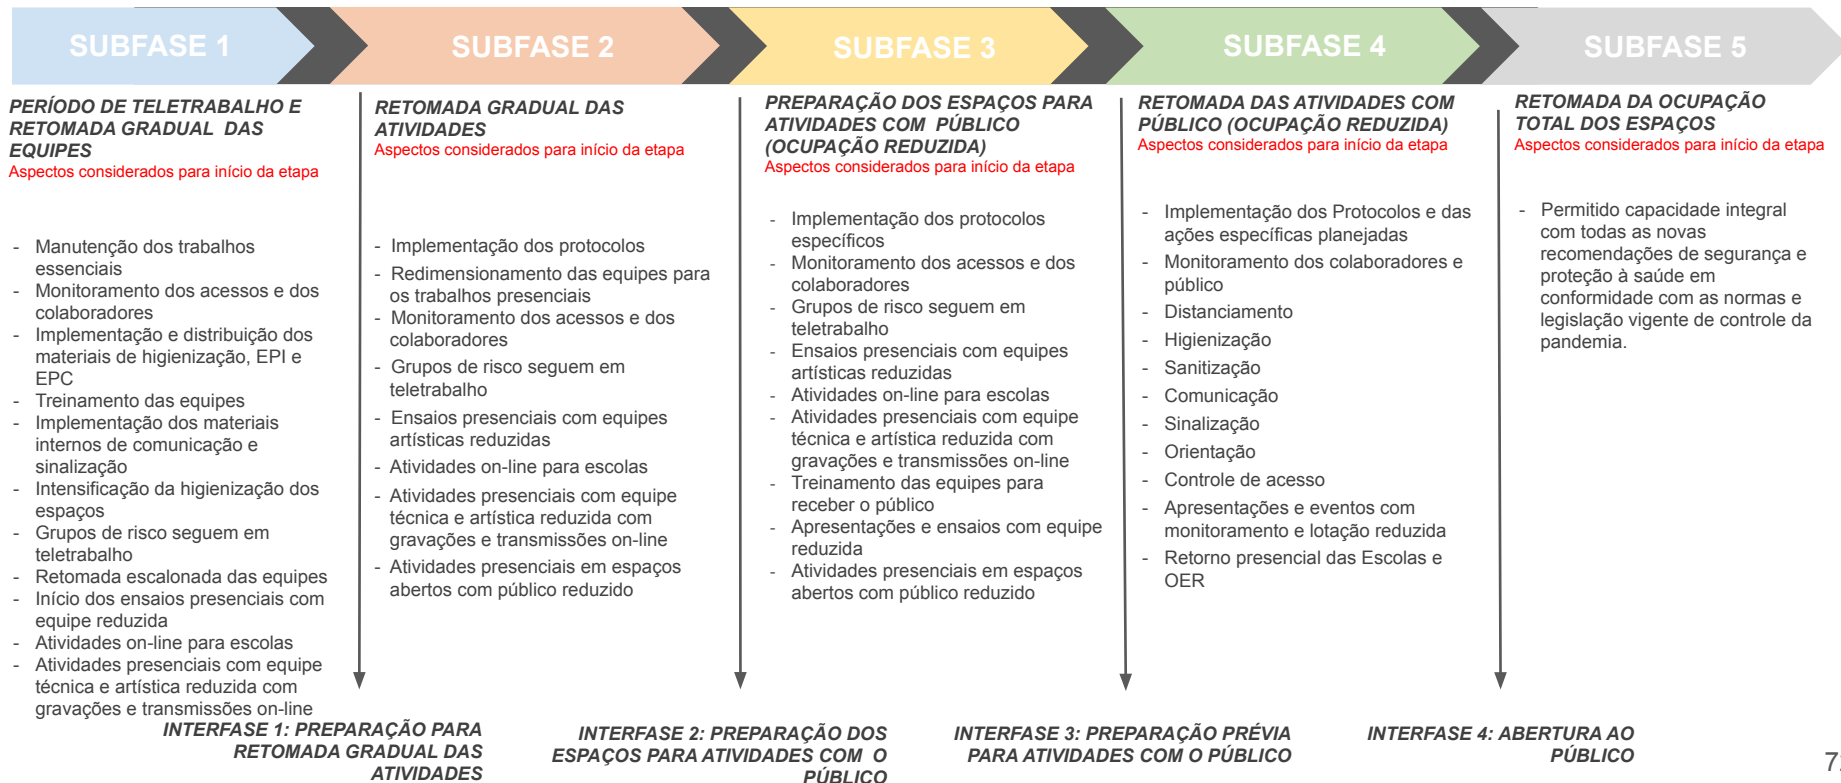 SUBFASE 1
SUBFASE 2
SUBFASE 3
SUBFASE 4
SUBFASE 5
PERÍODO DE TELETRABALHO E
RETOMADA GRADUAL DAS
EQUIPES
Aspectos considerados para início da etapa
- Manutenção dos trabalhos
essenciais
- Monitoramento dos acessos e dos
colaboradores
- Implementação e distribuição dos
materiais de higienização, EPI e
EPC
- Treinamento das equipes
- Implementação dos materiais
internos de comunicação e
sinalização
- Intensificação da higienização dos
espaços
- Grupos de risco seguem em
teletrabalho
- Retomada escalonada das equipes
- Início dos ensaios presenciais com
equipe reduzida
- Atividades on-line para escolas
- Atividades presenciais com equipe
técnica e artística reduzida com
gravações e transmissões on-line
RETOMADA GRADUAL DAS
ATIVIDADES
Aspectos considerados para início da etapa
- Implementação dos protocolos
- Redimensionamento das equipes para
os trabalhos presenciais
- Monitoramento dos acessos e dos
colaboradores
- Grupos de risco seguem em
teletrabalho
- Ensaios presenciais com equipes
artísticas reduzidas
- Atividades on-line para escolas
- Atividades presenciais com equipe
técnica e artística reduzida com
gravações e transmissões on-line
- Atividades presenciais em espaços
abertos com público reduzido
PREPARAÇÃO DOS ESPAÇOS PARA
ATIVIDADES COM PÚBLICO
(OCUPAÇÃO REDUZIDA)
Aspectos considerados para início da etapa
- Implementação dos protocolos
específicos
- Monitoramento dos acessos e dos
colaboradores
- Grupos de risco seguem em
teletrabalho
- Ensaios presenciais com equipes
artísticas reduzidas
- Atividades on-line para escolas
- Atividades presenciais com equipe
técnica e artística reduzida com
gravações e transmissões on-line
- Treinamento das equipes para
receber o público
- Apresentações e ensaios com equipe
reduzida
- Atividades presenciais em espaços
abertos com público reduzido
RETOMADA DAS ATIVIDADES COM
PÚBLICO (OCUPAÇÃO REDUZIDA)
Aspectos considerados para início da etapa
- Implementação dos Protocolos e das
ações específicas planejadas
- Monitoramento dos colaboradores e
público
- Distanciamento
- Higienização
- Sanitização
- Comunicação
- Sinalização
- Orientação
- Controle de acesso
- Apresentações e eventos com
monitoramento e lotação reduzida
- Retorno presencial das Escolas e
OER
RETOMADA DA OCUPAÇÃO
TOTAL DOS ESPAÇOS
Aspectos considerados para início da etapa
- Permitido capacidade integral
com todas as novas
recomendações de segurança e
proteção à saúde em
conformidade com as normas e
legislação vigente de controle da
pandemia.
INTERFASE 1: PREPARAÇÃO PARA
RETOMADA GRADUAL DAS
ATIVIDADES
INTERFASE 2: PREPARAÇÃO DOS
ESPAÇOS PARA ATIVIDADES COM O
PÚBLICO
INTERFASE 3: PREPARAÇÃO PRÉVIA
PARA ATIVIDADES COM O PÚBLICO
INTERFASE 4: ABERTURA AO
PÚBLICO